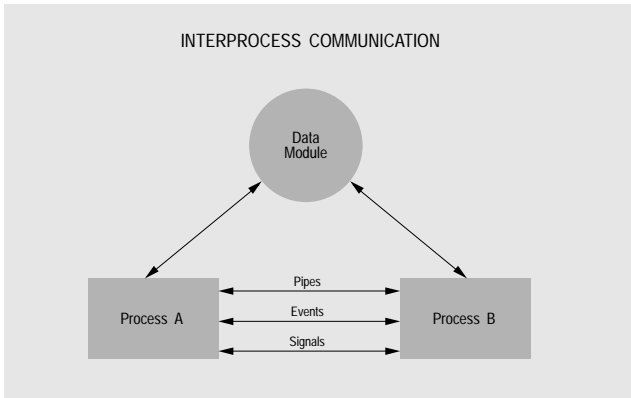 INTERPROCESS COMMUNICATION
Data
Module
Pipes
Process A
Events
Process B
Signals